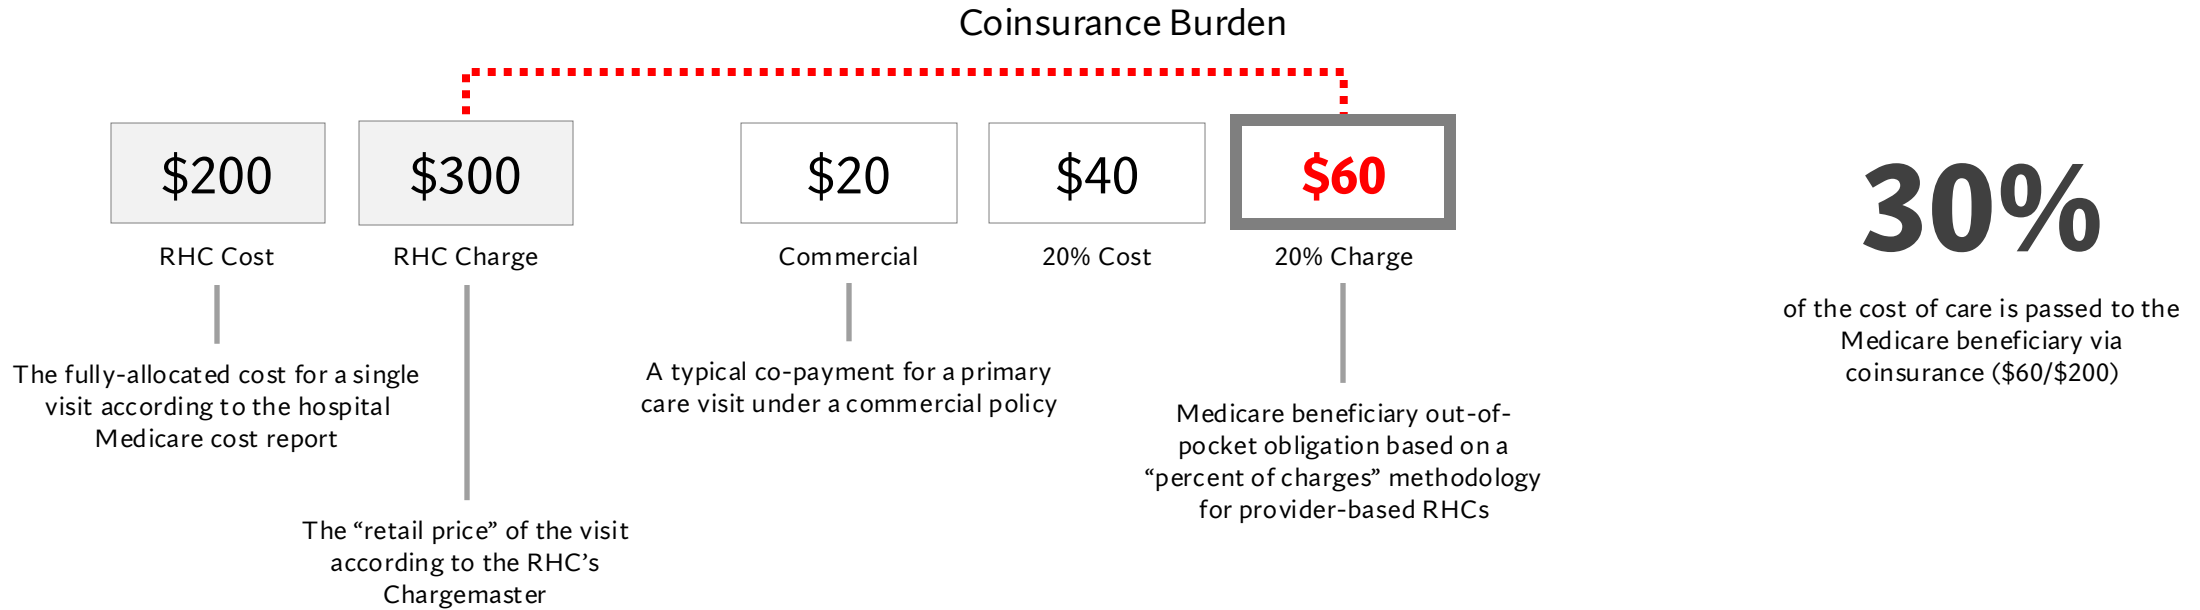 Coinsurance Burden
$200
$300
$20
$40
$60
30%
RHC Cost
RHC Charge
Commercial
20% Cost
20% Charge
of the cost of care is passed to the
Medicare beneficiary via
coinsurance ($60/$200)
The fully-allocated cost for a single
visit according to the hospital
Medicare cost report
A typical co-payment for a primary
care visit under a commercial policy
Medicare beneficiary out-of-
pocket obligation based on a
“percent of charges” methodology
for provider-based RHCs
The “retail price” of the visit
according to the RHC’s
Chargemaster